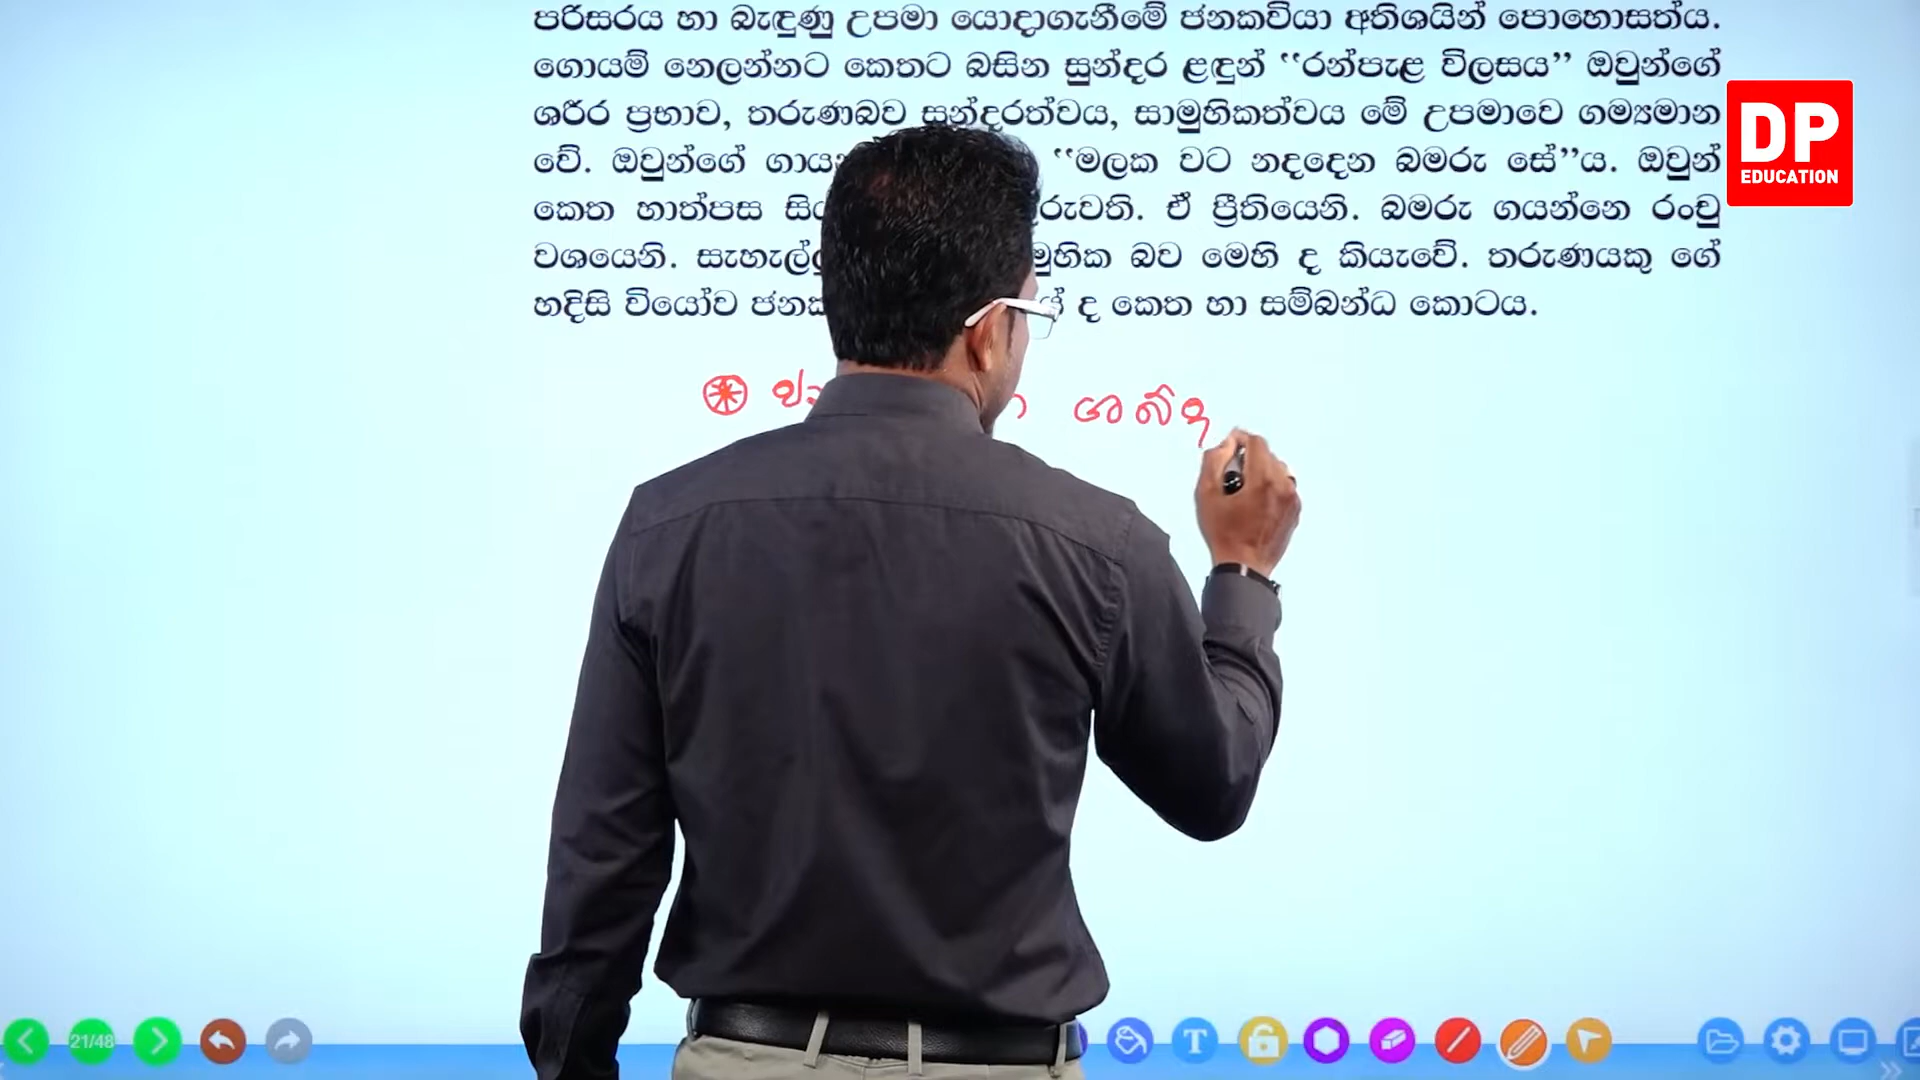 පරිසරය හා බැඳුණු උපමා යොදාගැනීමේ ජනකවියා අතිශයින් පොහොසත්ය.
ගොයම් නෙලන්නට කෙතට බසින සුන්දර ළඳුන් “රන්පැළ විලසය” ඔවුන්ගේ
ශරීර ප්‍රභාව, තරුණබව සුන්දරත්වය, සාමුහිකත්වය මේ උපමාවෙ ගම්‍යමාන
වේ. ඔවුන්ගේ “මලක වට නදදෙන බමරු සේ”ය. ඔවුන්
කෙත හාත්පස ඒ ප්‍රීතියෙනි. බමරු ගයන්නෙ රංචු
වශයෙනි. බව මෙහි ද කියැවේ. තරුණයකු ගේ
හදිසි වියෝව ද කෙත හා සම්බන්ධ කොටය.
ශබ්ද
DP
EDUCATION
21/48